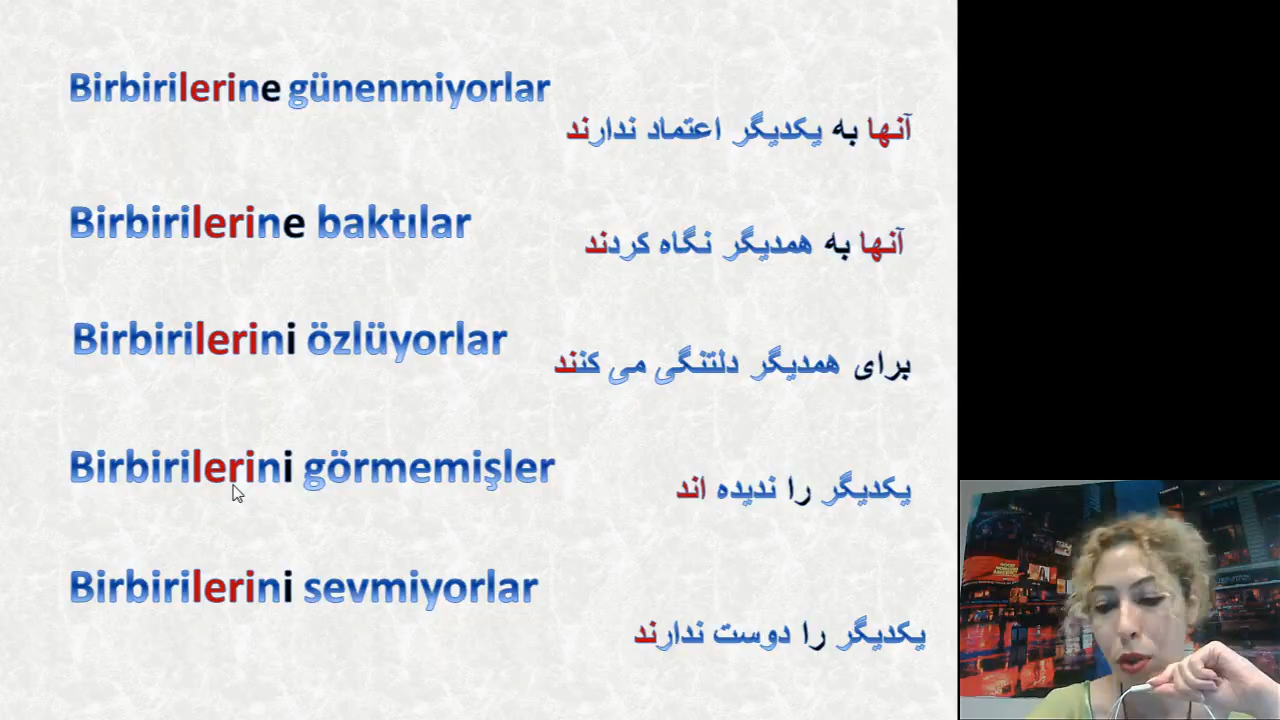 Birbirilerine günenmiyorlar
آنها به یکدیگر اعتماد ندارند
Birbirilerine baktılar
آنها به همدیگر نگاه کردند
Birbirilerini özlüyorlar
برای همدیگر دلتنگی می کنند
Birbirilerini görmemişler
یکدیگر را ندیده اند
Birbirilerini sevmiyorlar
یکدیگر را دوست ندارند